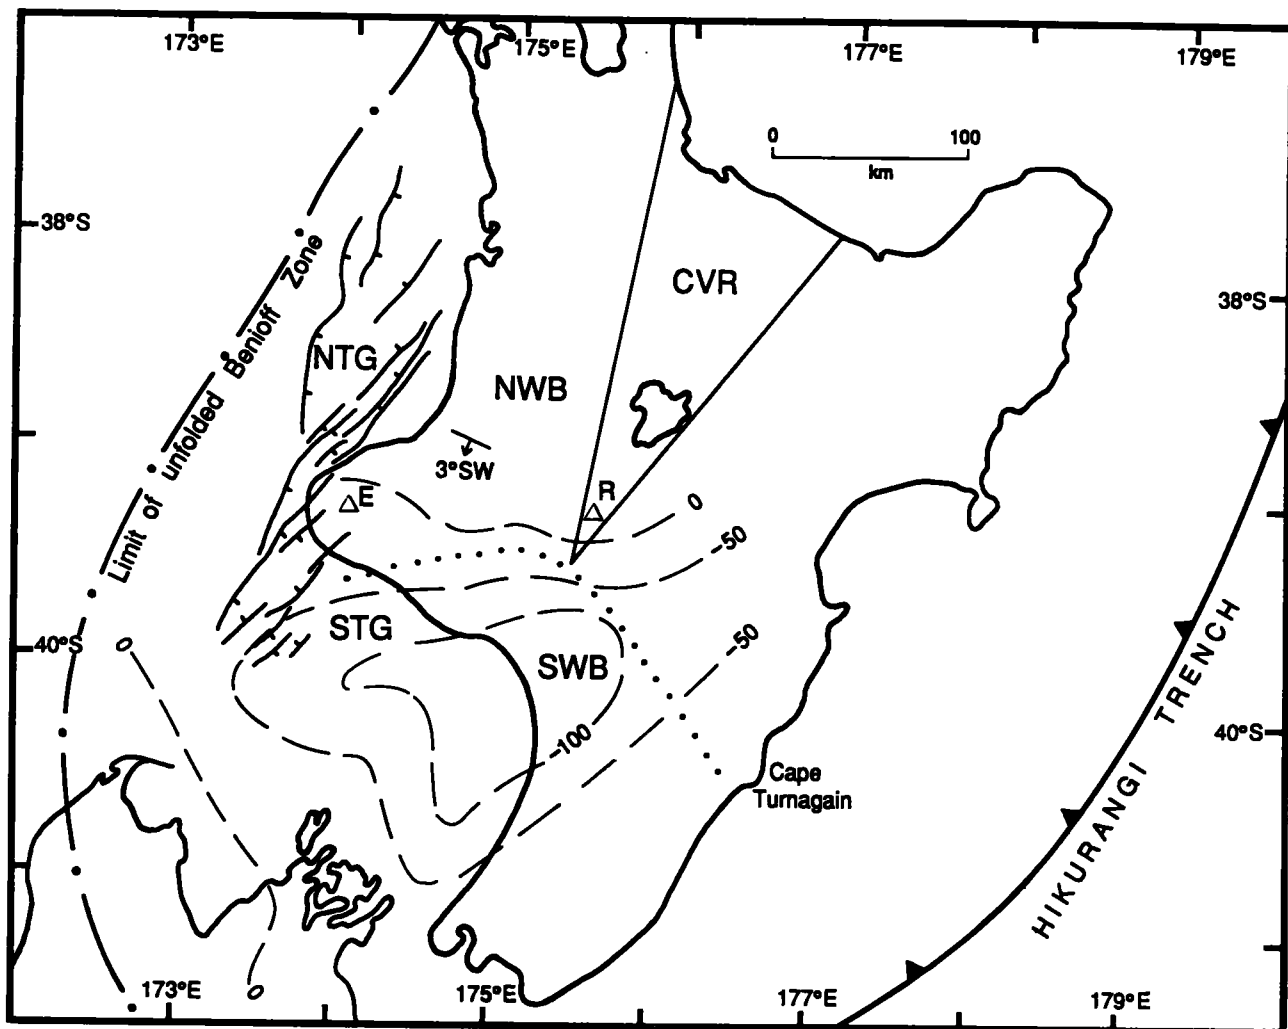 173°E
175°E
177°E
179°E
0
100
km
38°S
38°S
Limit of unfolded Benioff Zone
CVR
NTG
NWB
3°SW
E
R
0
-50
0
40°S
STG
SWB
-50
-100
40°S
Cape
Turnagain
HIKURANGI TRENCH
0
173°E
175°E
177°E
179°E